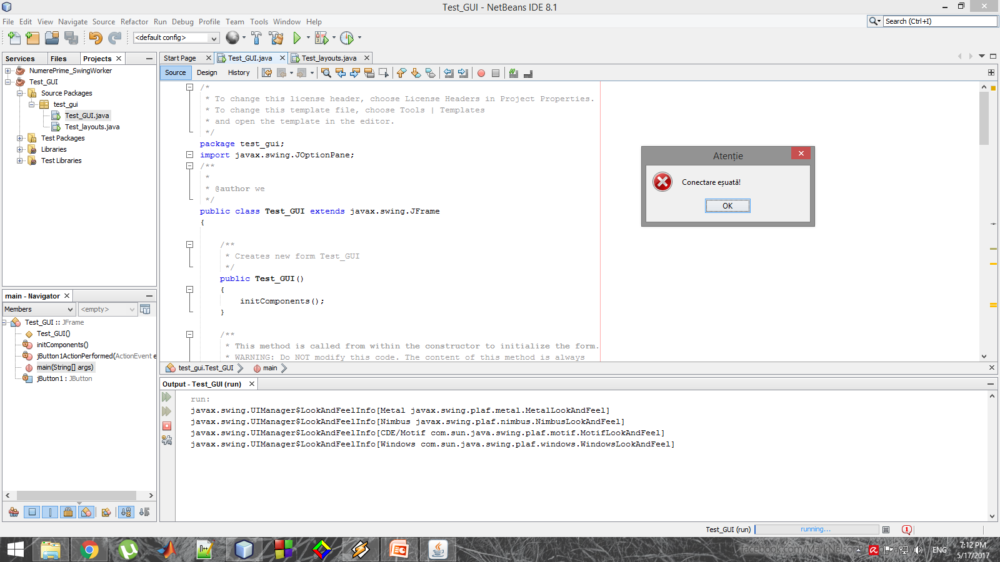 Test_GUI - NetBeans IDE 8.1
File Edit View Navigate Source Refactor Run Debug Profile Team Tools Window Help
Search (Ctrl+I)
<default config>
Services Files Projects
NumerePrime_SwingWorker
Test_GUI
Source Packages
test_gui
Test_GUI.java
Test_layouts.java
Test Packages
Libraries
Test Libraries
main - Navigator
Members <empty>
Test_GUI :: JFrame
Test_GUI()
initComponents()
jButton1ActionPerformed(ActionEvent e
main(String[] args)
jButton1 : JButton
Start Page Test_GUI.java Test_layouts.java
Source Design History
/*
* To change this license header, choose License Headers in Project Properties.
* To change this template file, choose Tools | Templates
* and open the template in the editor.
*/
package test_gui;
import javax.swing.JOptionPane;
/**
*
* @author we
*/
public class Test_GUI extends javax.swing.JFrame
{
/**
* Creates new form Test_GUI
*/
public Test_GUI()
{
initComponents();
}
/**
* This method is called from within the constructor to initialize the form.
* WARNING: Do NOT modify this code. The content of this method is always
test_gui.Test_GUI main
Atenție
Conectare eșuată!
OK
Output - Test_GUI (run)
run:
javax.swing.UIManager$LookAndFeelInfo[Metal javax.swing.plaf.metal.MetalLookAndFeel]
javax.swing.UIManager$LookAndFeelInfo[Nimbus javax.swing.plaf.nimbus.NimbusLookAndFeel]
javax.swing.UIManager$LookAndFeelInfo[CDE/Motif com.sun.java.swing.plaf.motif.MotifLookAndFeel]
javax.swing.UIManager$LookAndFeelInfo[Windows com.sun.java.swing.plaf.windows.WindowsLookAndFeel]
Test_GUI (run) running... 1
ENG
7:12 PM
5/17/2017